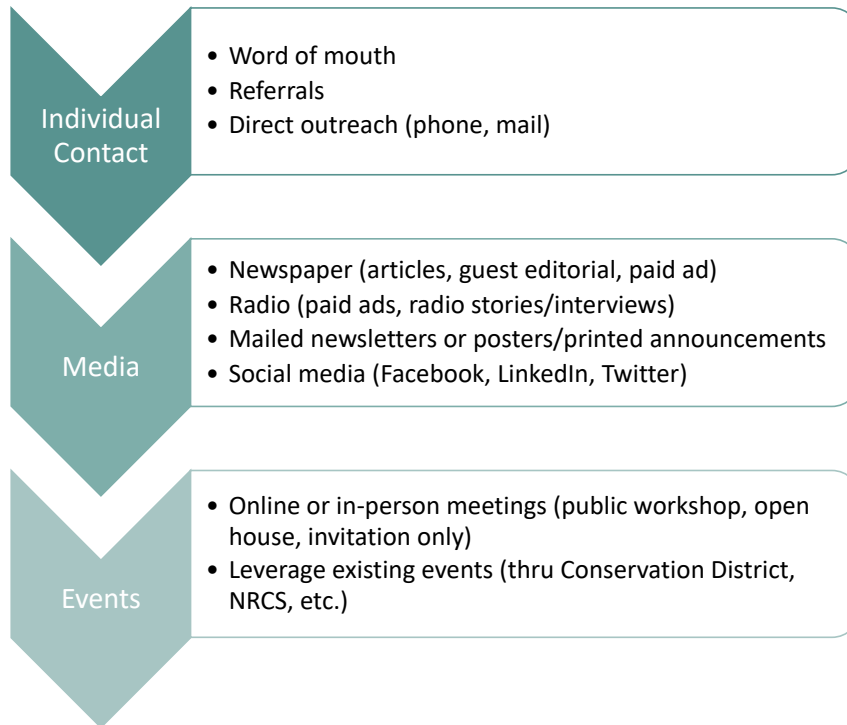 Individual
Contact
• Word of mouth
• Referrals
• Direct outreach (phone, mail)
Media
• Newspaper (articles, guest editorial, paid ad)
• Radio (paid ads, radio stories/interviews)
• Mailed newsletters or posters/printed announcements
• Social media (Facebook, LinkedIn, Twitter)
Events
• Online or in-person meetings (public workshop, open
house, invitation only)
• Leverage existing events (thru Conservation District,
NRCS, etc.)